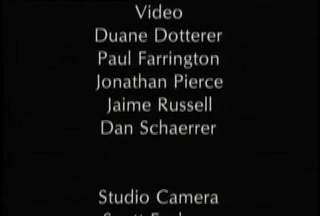 Video
Duane Dotterer
Paul Farrington
Jonathan Pierce
Jaime Russell
Dan Schaerrer
Studio Camera